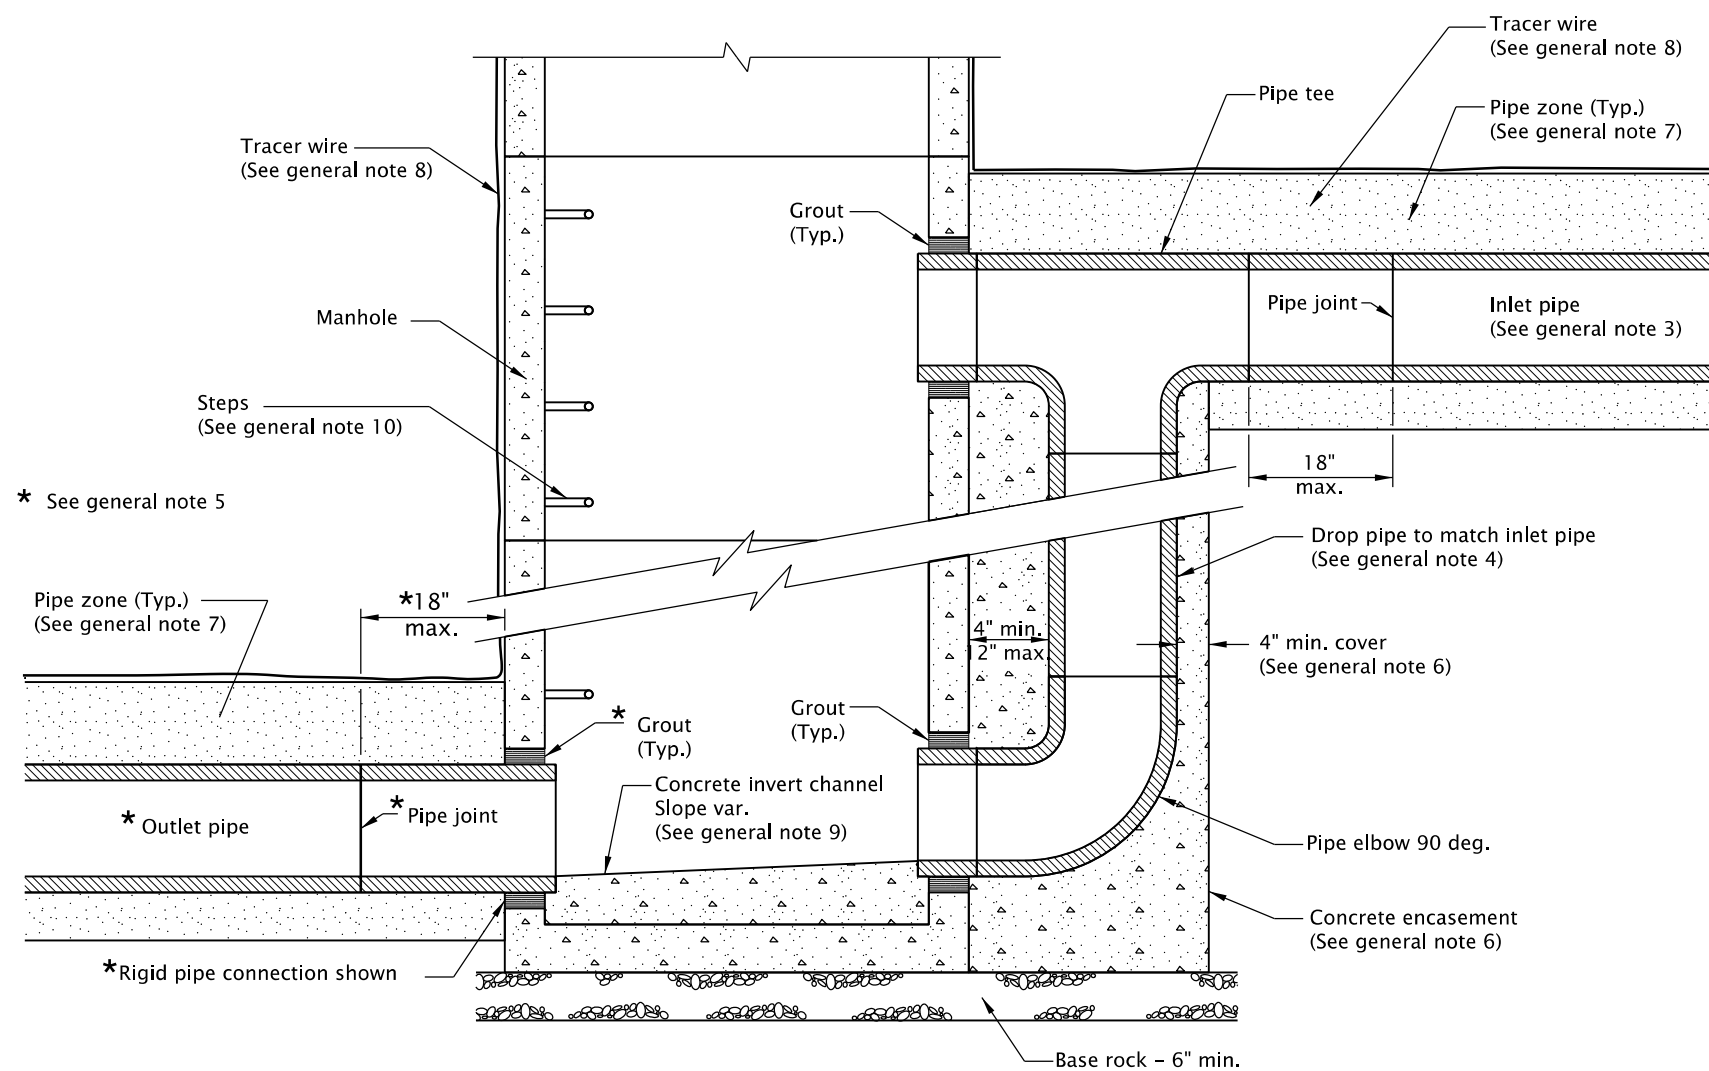 Tracer wire
(See general note 8)
Pipe tee
Pipe zone (Typ.)
(See general note 7)
Tracer wire
(See general note 8)
Grout
(Typ.)
Pipe joint
Inlet pipe
(See general note 3)
Manhole
Steps
(See general note 10)
18"
max.
* See general note 5
Drop pipe to match inlet pipe
(See general note 4)
Pipe zone (Typ.)
(See general note 7)
*18"
max.
4" min.
12" max.
4" min. cover
(See general note 6)
* Grout
(Typ.)
Grout
(Typ.)
Concrete invert channel
Slope var.
(See general note 9)
* Outlet pipe
* Pipe joint
Pipe elbow 90 deg.
Concrete encasement
(See general note 6)
*Rigid pipe connection shown
Base rock – 6" min.